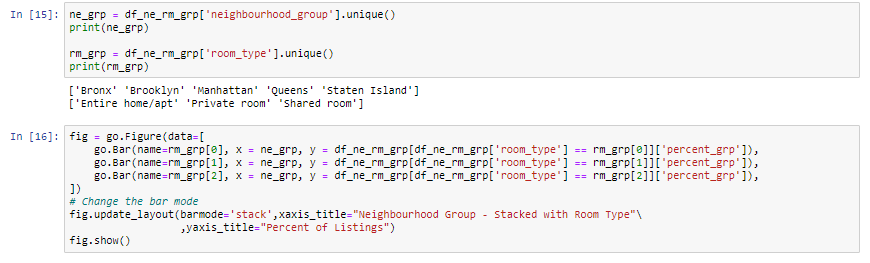 In [15]: ne_grp = df_ne_rm_grp['neighbourhood_group'].unique()
print(ne_grp)
rm_grp = df_ne_rm_grp['room_type'].unique()
print(rm_grp)
['Bronx' 'Brooklyn' 'Manhattan' 'Queens' 'Staten Island']
['Entire home/apt' 'Private room' 'Shared room']
In [16]: fig = go.Figure(data=[
go.Bar(name=rm_grp[0], x = ne_grp, y = df_ne_rm_grp[df_ne_rm_grp['room_type'] == rm_grp[0]]['percent_grp']),
go.Bar(name=rm_grp[1], x = ne_grp, y = df_ne_rm_grp[df_ne_rm_grp['room_type'] == rm_grp[1]]['percent_grp']),
go.Bar(name=rm_grp[2], x = ne_grp, y = df_ne_rm_grp[df_ne_rm_grp['room_type'] == rm_grp[2]]['percent_grp']),
])
# Change the bar mode
fig.update_layout(barmode='stack',xaxis_title="Neighbourhood Group - Stacked with Room Type"\
,yaxis_title="Percent of Listings")
fig.show()